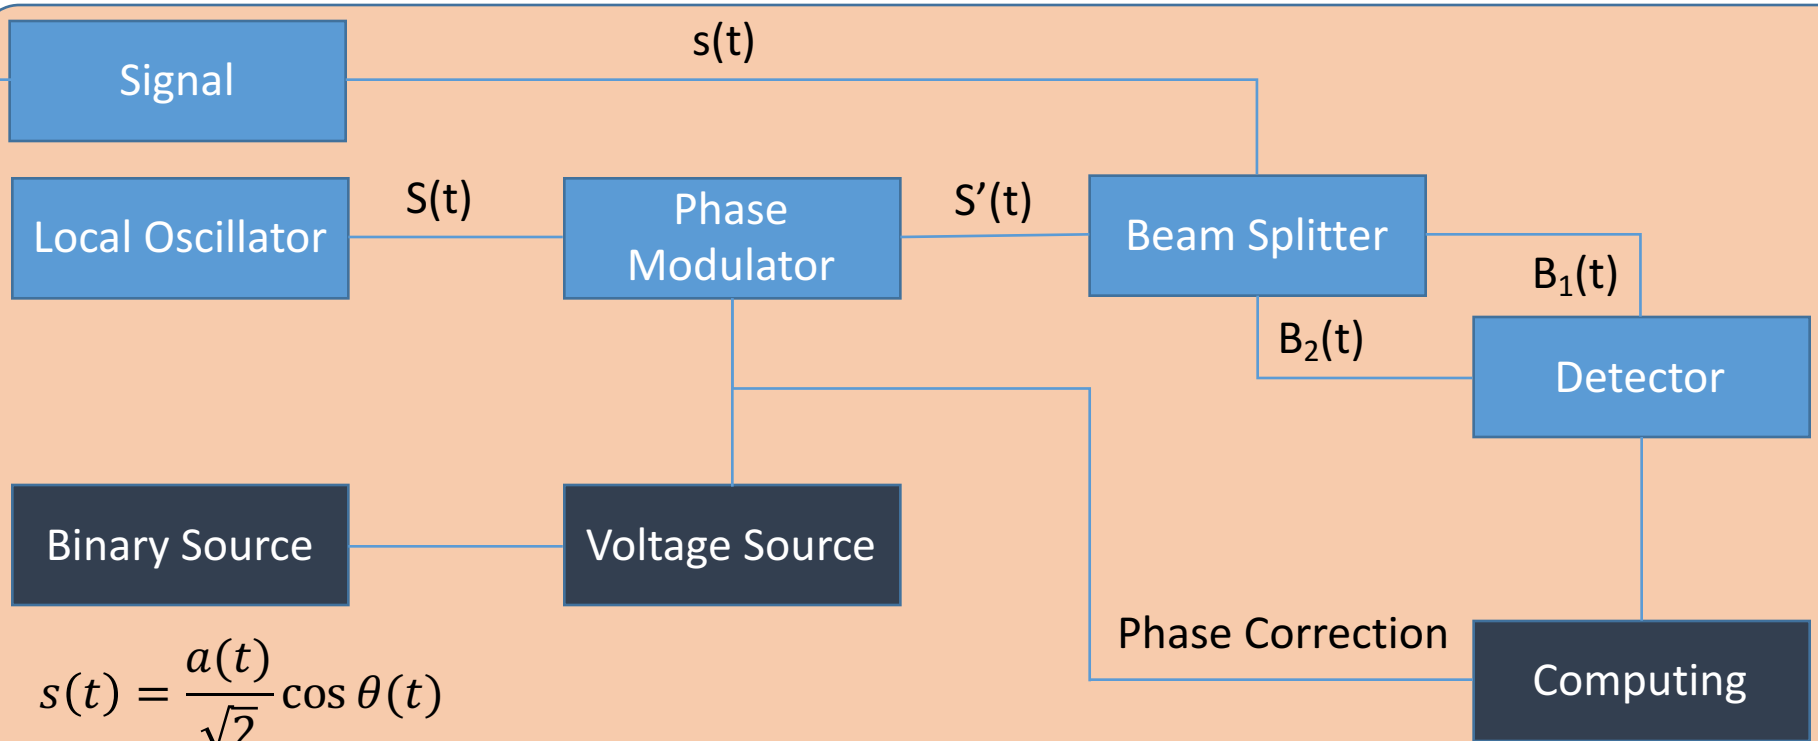 Signal
s(t)
Local Oscillator
S(t)
Phase
Modulator
S’(t)
Beam Splitter
B₁(t)
B₂(t)
Detector
Binary Source
Voltage Source
Phase Correction
Computing
s(t) = a(t)/√2 cos θ(t)